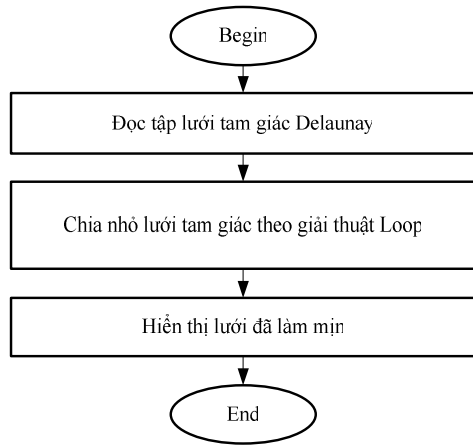 Begin
Đọc tập lưới tam giác Delaunay
Chia nhỏ lưới tam giác theo giải thuật Loop
Hiển thị lưới đã làm mịn
End